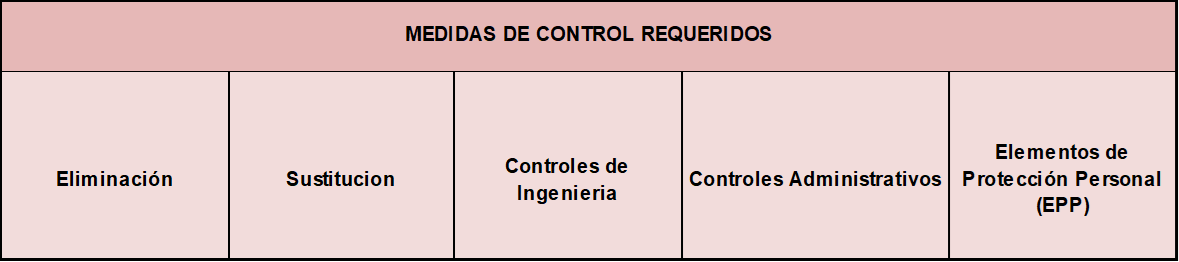 MEDIDAS DE CONTROL REQUERIDOS
Eliminación
Sustitucion
Controles de
Ingenieria
Controles Administrativos
Elementos de
Protección Personal
(EPP)